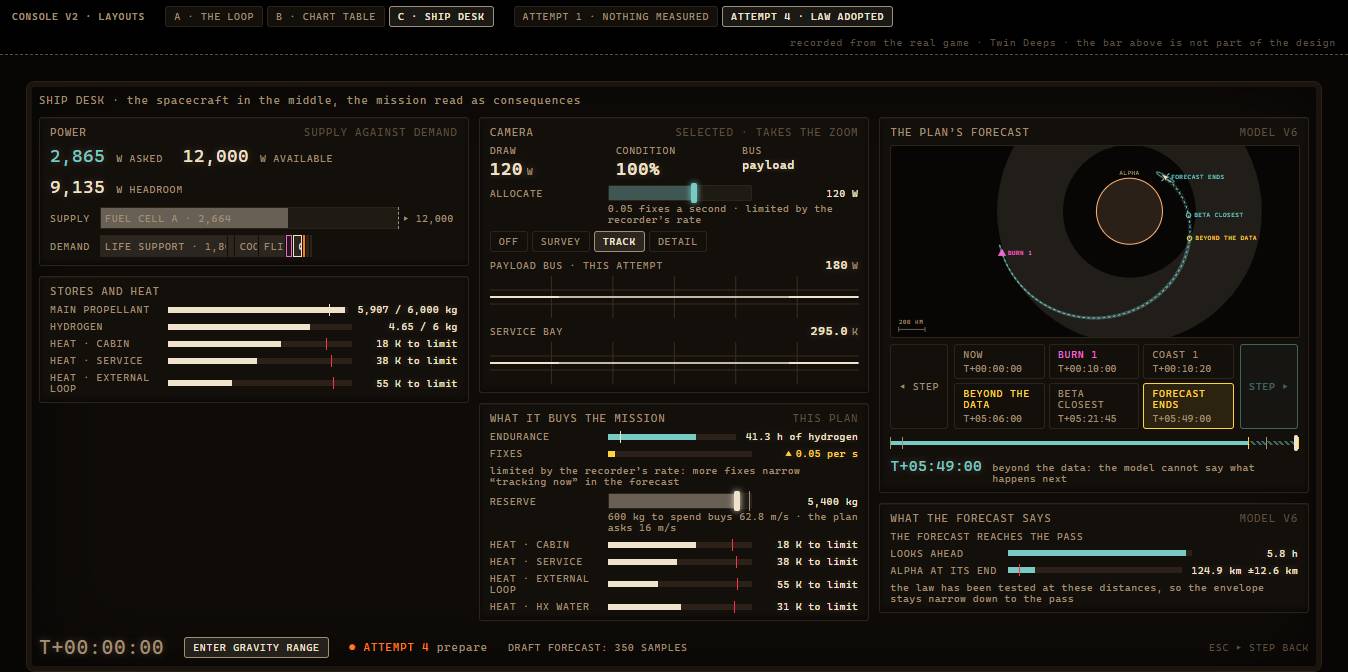 CONSOLE V2 · LAYOUTS
A · THE LOOP
B · CHART TABLE
C · SHIP DESK
ATTEMPT 1 · NOTHING MEASURED
ATTEMPT 4 · LAW ADOPTED
recorded from the real game · Twin Deeps · the bar above is not part of the design
SHIP DESK · the spacecraft in the middle, the mission read as consequences
POWER
SUPPLY AGAINST DEMAND
2,865 W ASKED 12,000 W AVAILABLE
9,135 W HEADROOM
SUPPLY FUEL CELL A · 2,664 ▸ 12,000
DEMAND LIFE SUPPORT · 1,8 COO FLI
STORES AND HEAT
MAIN PROPELLANT 5,907 / 6,000 kg
HYDROGEN 4.65 / 6 kg
HEAT · CABIN 18 K to limit
HEAT · SERVICE 38 K to limit
HEAT · EXTERNAL LOOP 55 K to limit
CAMERA
SELECTED · TAKES THE ZOOM
DRAW CONDITION BUS
120 W 100% payload
ALLOCATE 120 W
0.05 fixes a second · limited by the
recorder's rate
OFF SURVEY TRACK DETAIL
PAYLOAD BUS · THIS ATTEMPT 180 W
SERVICE BAY 295.0 K
WHAT IT BUYS THE MISSION
THIS PLAN
ENDURANCE 41.3 h of hydrogen
FIXES ▲ 0.05 per s
limited by the recorder's rate: more fixes narrow
“tracking now” in the forecast
RESERVE 5,400 kg
600 kg to spend buys 62.8 m/s · the plan
asks 16 m/s
HEAT · CABIN 18 K to limit
HEAT · SERVICE 38 K to limit
HEAT · EXTERNAL LOOP 55 K to limit
HEAT · HX WATER 31 K to limit
THE PLAN'S FORECAST
MODEL V6
ALPHA
FORECAST ENDS
BETA CLOSEST
BEYOND THE DATA
BURN 1
200 KM
◂ STEP
NOW
T+00:00:00
BURN 1
T+00:10:00
COAST 1
T+00:10:20
BEYOND THE
DATA
T+05:06:00
BETA
CLOSEST
T+05:21:45
FORECAST
ENDS
T+05:49:00
STEP ▸
T+05:49:00 beyond the data: the model cannot say what
happens next
WHAT THE FORECAST SAYS
MODEL V6
THE FORECAST REACHES THE PASS
LOOKS AHEAD 5.8 h
ALPHA AT ITS END 124.9 km ±12.6 km
the law has been tested at these distances, so the envelope
stays narrow down to the pass
T+00:00:00
ENTER GRAVITY RANGE
● ATTEMPT 4 prepare
DRAFT FORECAST: 350 SAMPLES
ESC ▸ STEP BACK